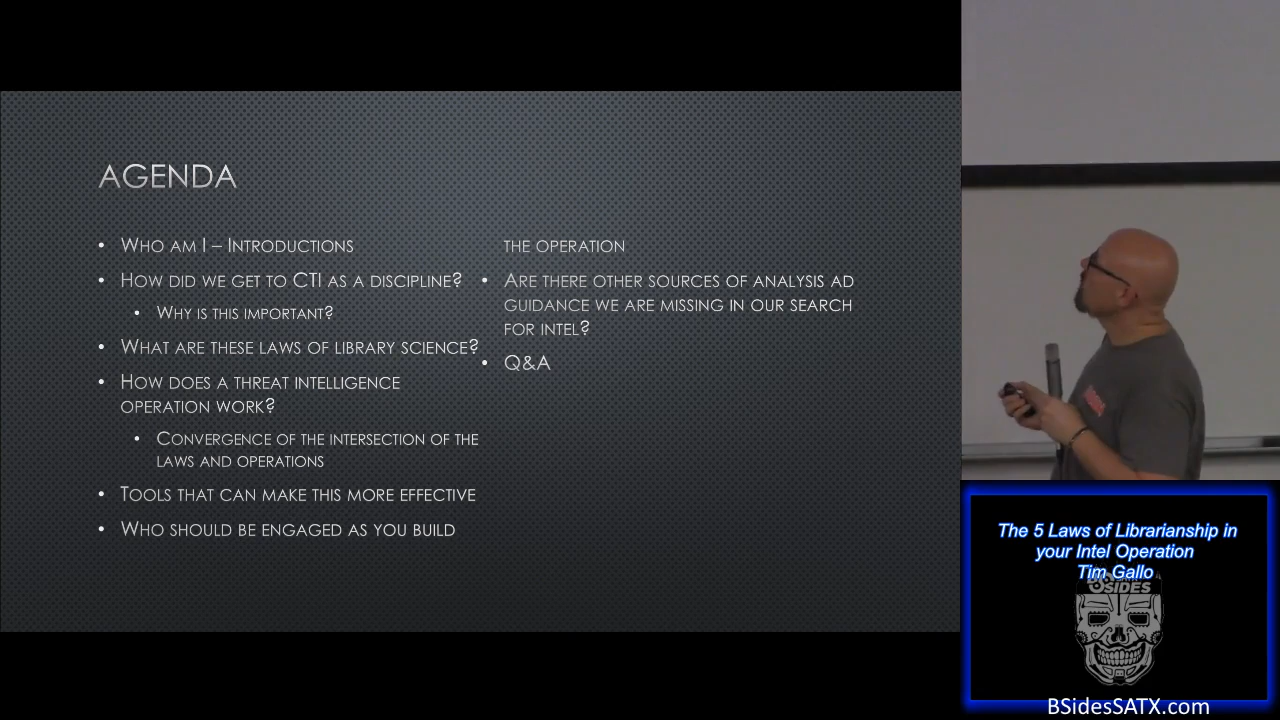 AGENDA
• WHO AM I – INTRODUCTIONS
• HOW DID WE GET TO CTI AS A DISCIPLINE?
• WHY IS THIS IMPORTANT?
• WHAT ARE THESE LAWS OF LIBRARY SCIENCE?
• HOW DOES A THREAT INTELLIGENCE
OPERATION WORK?
• CONVERGENCE OF THE INTERSECTION OF THE
LAWS AND OPERATIONS
• TOOLS THAT CAN MAKE THIS MORE EFFECTIVE
• WHO SHOULD BE ENGAGED AS YOU BUILD
THE OPERATION
• ARE THERE OTHER SOURCES OF ANALYSIS AD
GUIDANCE WE ARE MISSING IN OUR SEARCH
FOR INTEL?
• Q&A
The 5 Laws of Librarianship in
your Intel Operation
Tim Gallo
BSIDES
BSidesSATX.com